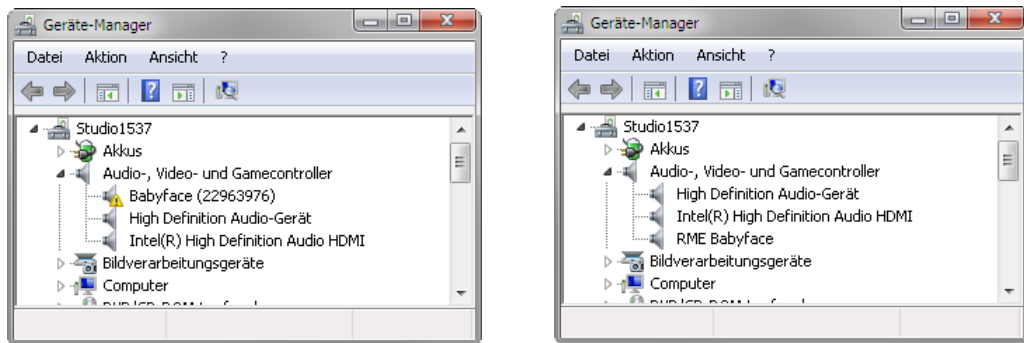 Geräte-Manager
Datei Aktion Ansicht ?
Studio1537
Akkus
Audio-, Video- und Gamecontroller
Babyface (22963976)
High Definition Audio-Gerät
Intel(R) High Definition Audio HDMI
Bildverarbeitungsgeräte
Computer
Geräte-Manager
Datei Aktion Ansicht ?
Studio1537
Akkus
Audio-, Video- und Gamecontroller
High Definition Audio-Gerät
Intel(R) High Definition Audio HDMI
RME Babyface
Bildverarbeitungsgeräte
Computer